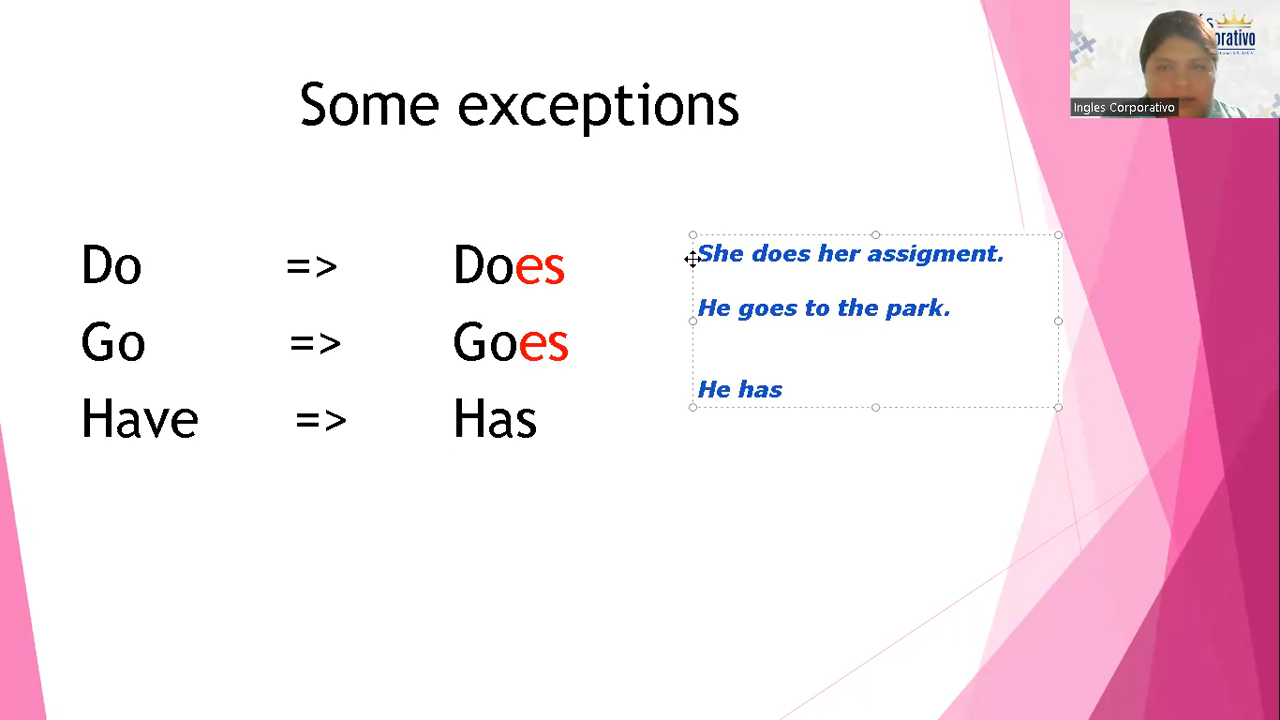 Some exceptions
Do => Does
Go => Goes
Have => Has
She does her assigment.
He goes to the park.
He has
Ingles Corporativo